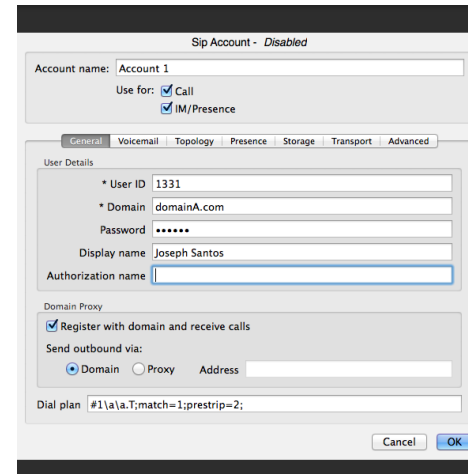 Sip Account - Disabled
Account name: Account 1
Use for: Call
IM/Presence
General Voicemail Topology Presence Storage Transport Advanced
User Details
* User ID 1331
* Domain domainA.com
Password ••••••
Display name Joseph Santos
Authorization name
Domain Proxy
Register with domain and receive calls
Send outbound via:
Domain Proxy Address
Dial plan #1\a\a.T;match=1;prestrip=2;
Cancel OK